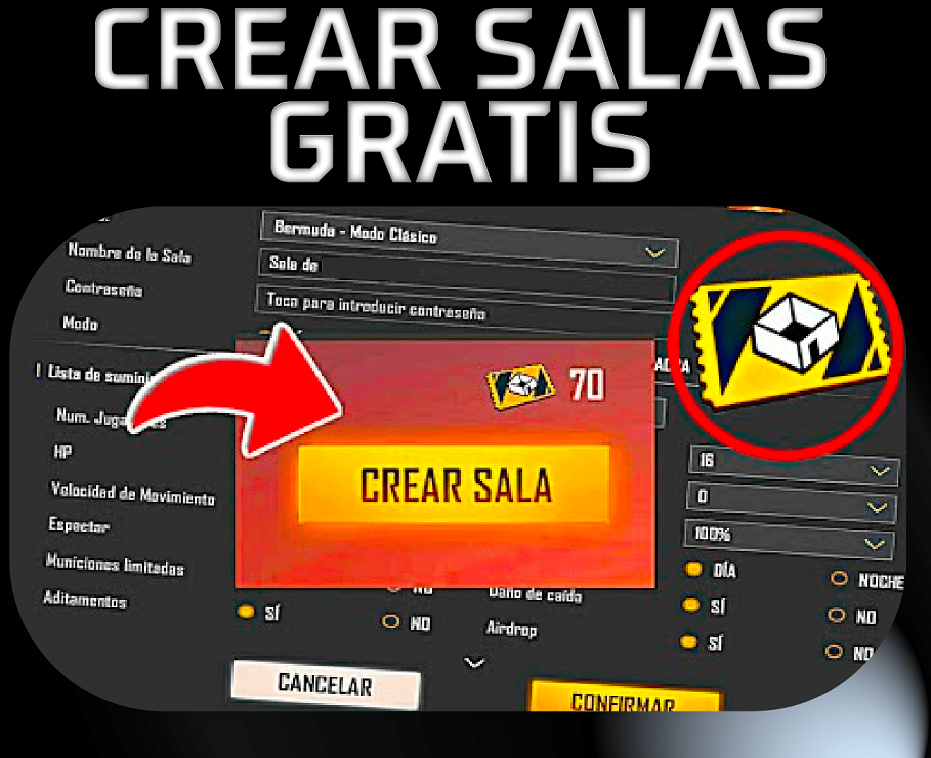 CREAR SALAS
GRATIS
Bermuda - Modo Clásico
Nombre de la Sala
Sala de
Contraseña
Toca para introducir contraseña
Modo
Lista de
70
Num.
16
HP
CREAR SALA
0
Velocidad de Movimiento
100%
Espectar
DÍA
NOCHE
Municiones limitadas
Daño de caída
SÍ
NO
Aditamentos
SÍ
NO
Airdrop
SÍ
NO
CANCELAR
CONFIRMAR